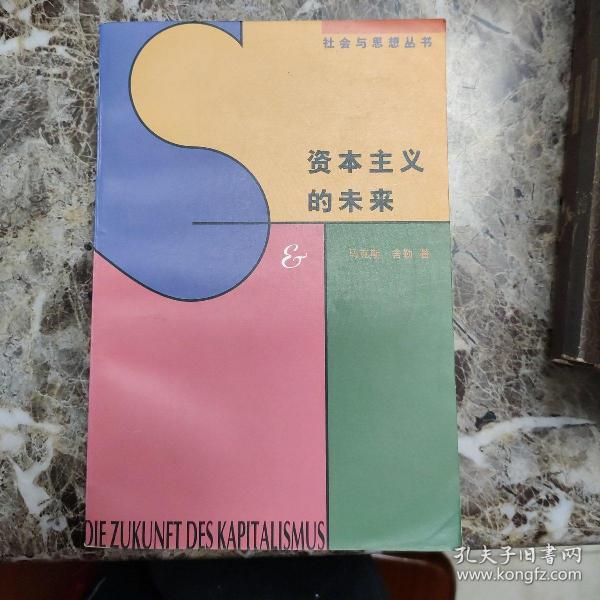 社会与思想丛书
资本主义
的未来
&
马克斯 舍勒 著
DIE ZUKUNFT DES KAPITALISMUS
孔夫子旧书网
www.kongfz.com